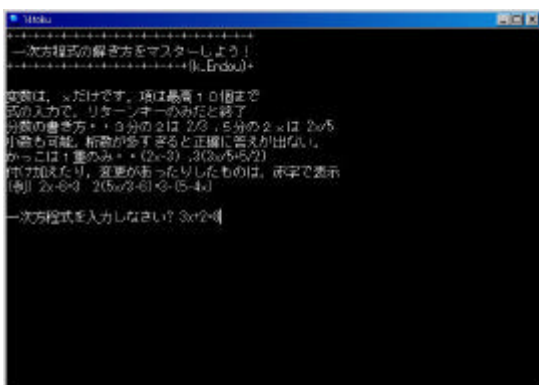 1jitoku
+-+-+-+-+-+-+-+-+-+-+-+-+-+-+-+-+-+
一次方程式の解き方をマスターしよう！
+-+-+-+-+-+-+-+-+-+-+-+-+-+(k.Endou)+
変数は，xだけです。項は最高１０個まで
式の入力で，リターンキーのみだと終了
分数の書き方・・３分の２は 2/3 , ５分の２xは 2x/5
小数も可能。桁数が多すぎると正確に答えが出ない。
かっこは１重のみ・・(2x-3) ,3(3x/5+5/2)
付け加えたり，変更があったりしたものは，赤字で表示
(例) 2x-6=3 2(5x/3-6)=3-(5-4x)
一次方程式を入力しなさい? 3x+2=8